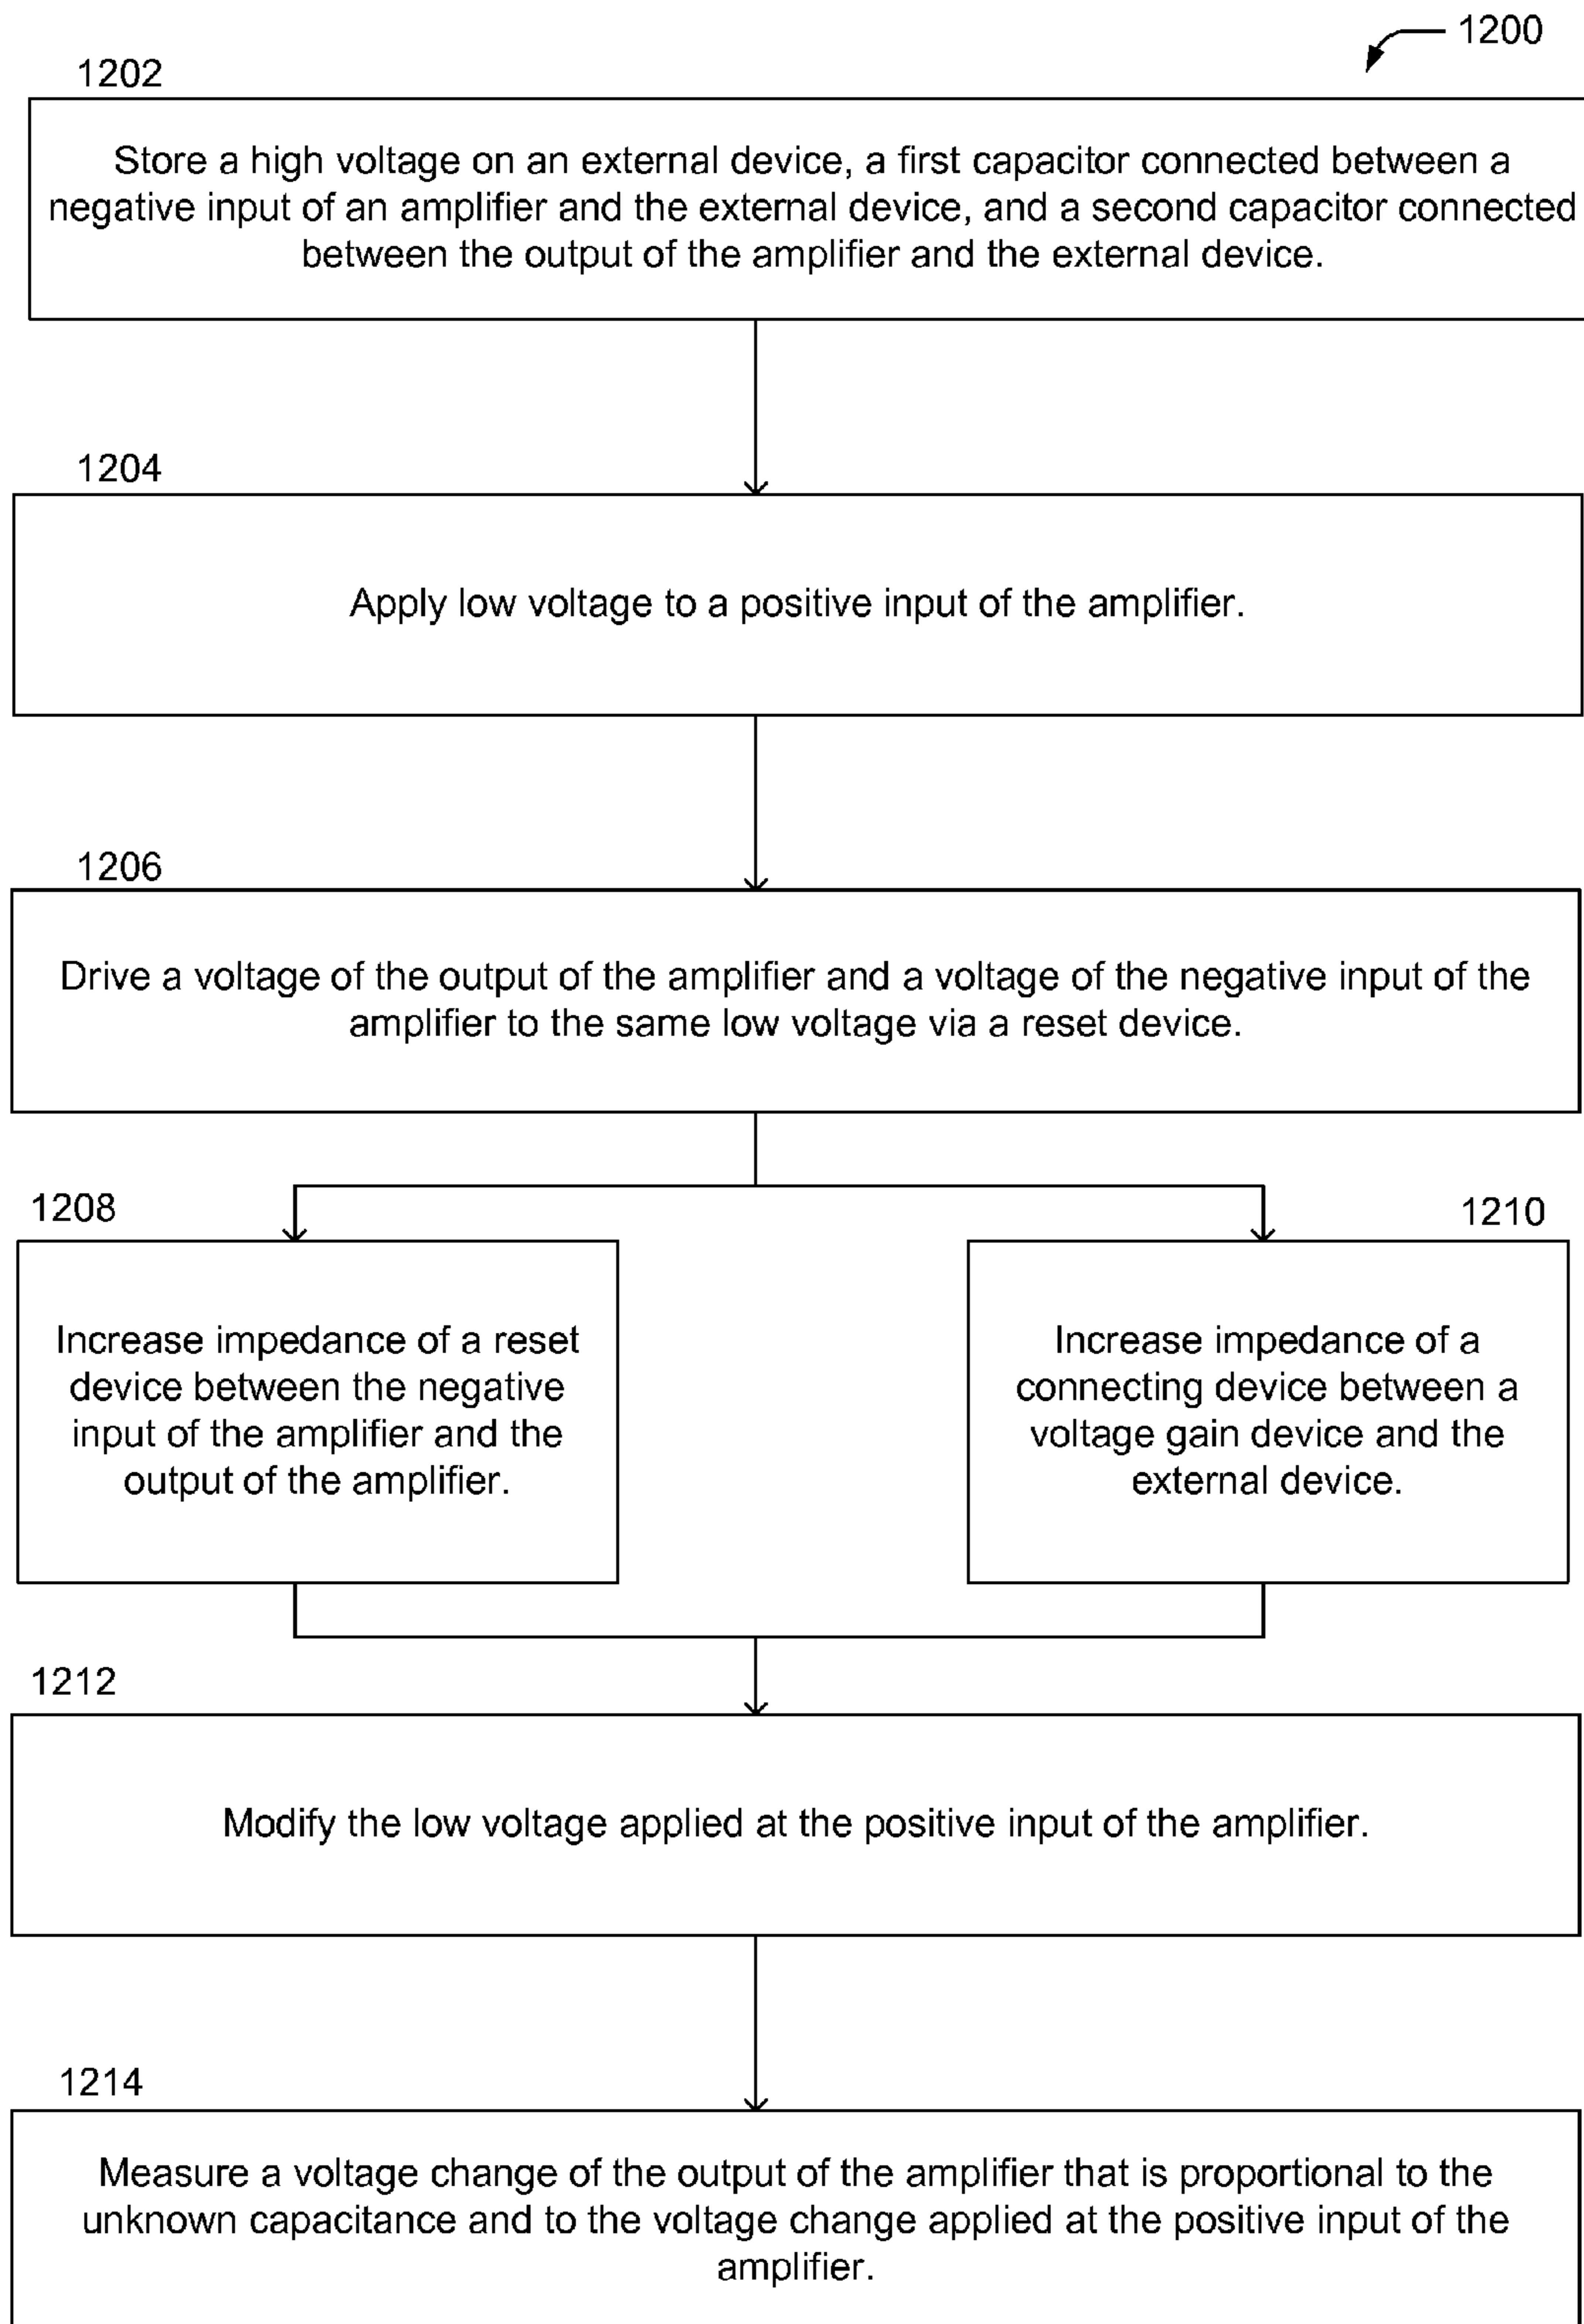 1200
1202
Store a high voltage on an external device, a first capacitor connected between a
negative input of an amplifier and the external device, and a second capacitor connected
between the output of the amplifier and the external device.
1204
Apply low voltage to a positive input of the amplifier.
1206
Drive a voltage of the output of the amplifier and a voltage of the negative input of the
amplifier to the same low voltage via a reset device.
1208
Increase impedance of a reset
device between the negative
input of the amplifier and the
output of the amplifier.
1210
Increase impedance of a
connecting device between a
voltage gain device and the
external device.
1212
Modify the low voltage applied at the positive input of the amplifier.
1214
Measure a voltage change of the output of the amplifier that is proportional to the
unknown capacitance and to the voltage change applied at the positive input of the
amplifier.